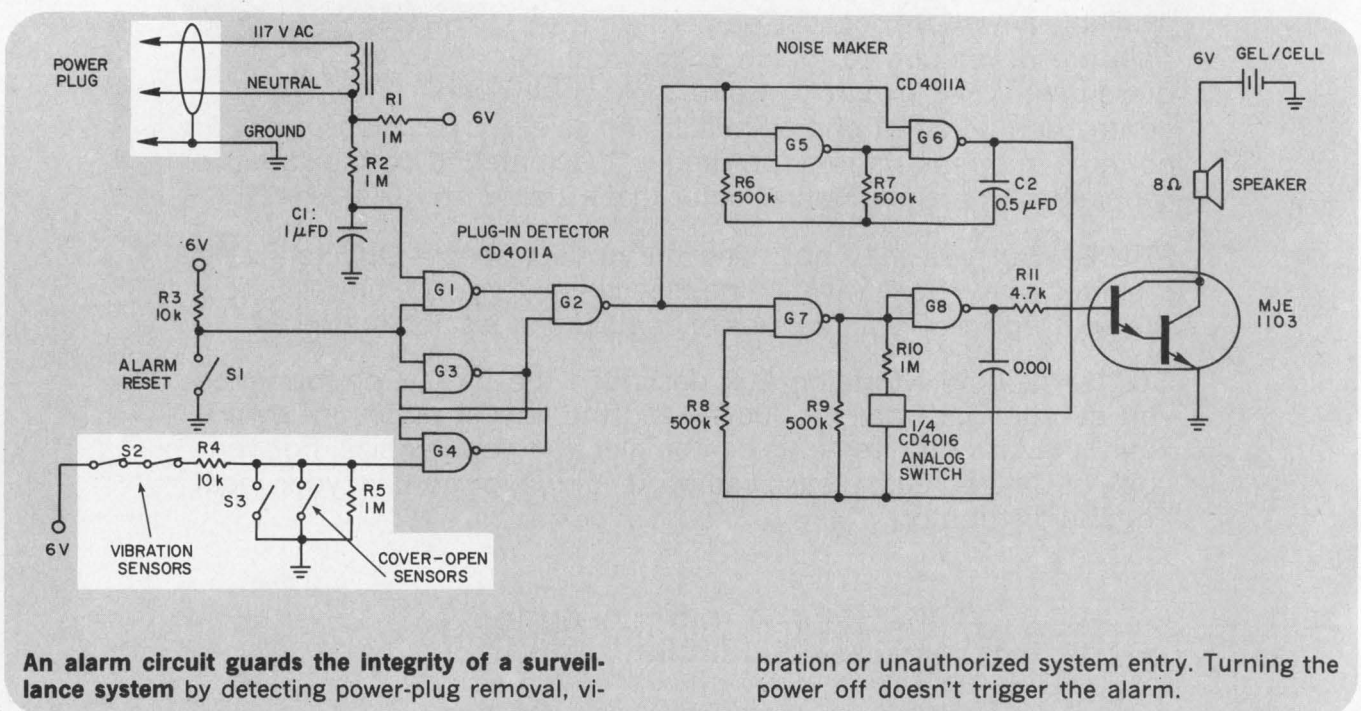 117 V AC
POWER
PLUG
NEUTRAL
GROUND
R1
1M
6V
R2
1M
C1:
1µFD
6V
R3
10k
ALARM
RESET
S1
PLUG-IN DETECTOR
CD4011A
G1
G2
G3
G4
S2
R4
10k
S3
R5
1M
6V
VIBRATION
SENSORS
COVER-OPEN
SENSORS
NOISE MAKER
CD4011A
G5
G6
R6
500k
R7
500k
C2
0.5µFD
G7
G8
R8
500k
R9
500k
R10
1M
1/4
CD4016
ANALOG
SWITCH
R11
4.7k
0.001
6V
GEL/CELL
8Ω
SPEAKER
MJE
1103
An alarm circuit guards the integrity of a surveil-
lance system by detecting power-plug removal, vi-
bration or unauthorized system entry. Turning the
power off doesn't trigger the alarm.